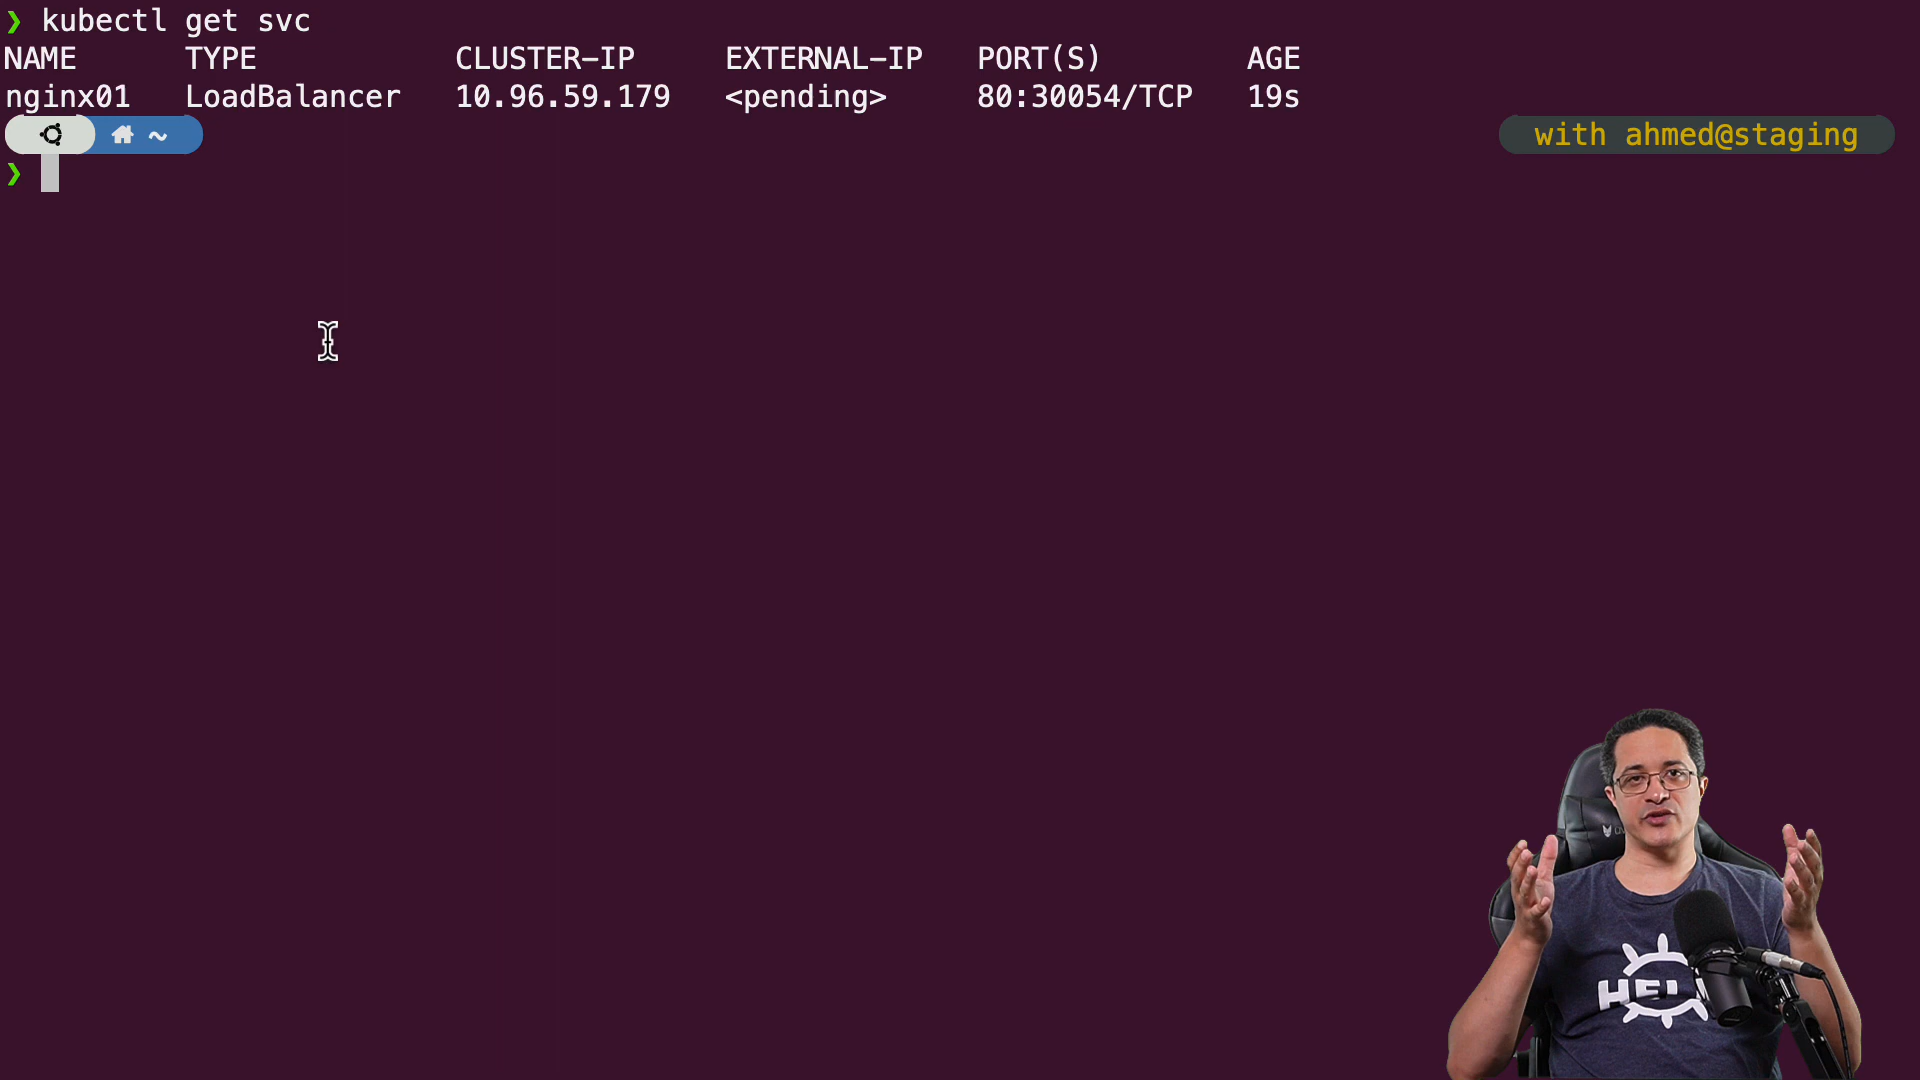 ❯ kubectl get svc
NAME TYPE CLUSTER-IP EXTERNAL-IP PORT(S) AGE
nginx01 LoadBalancer 10.96.59.179 <pending> 80:30054/TCP 19s
~ with ahmed@staging
❯